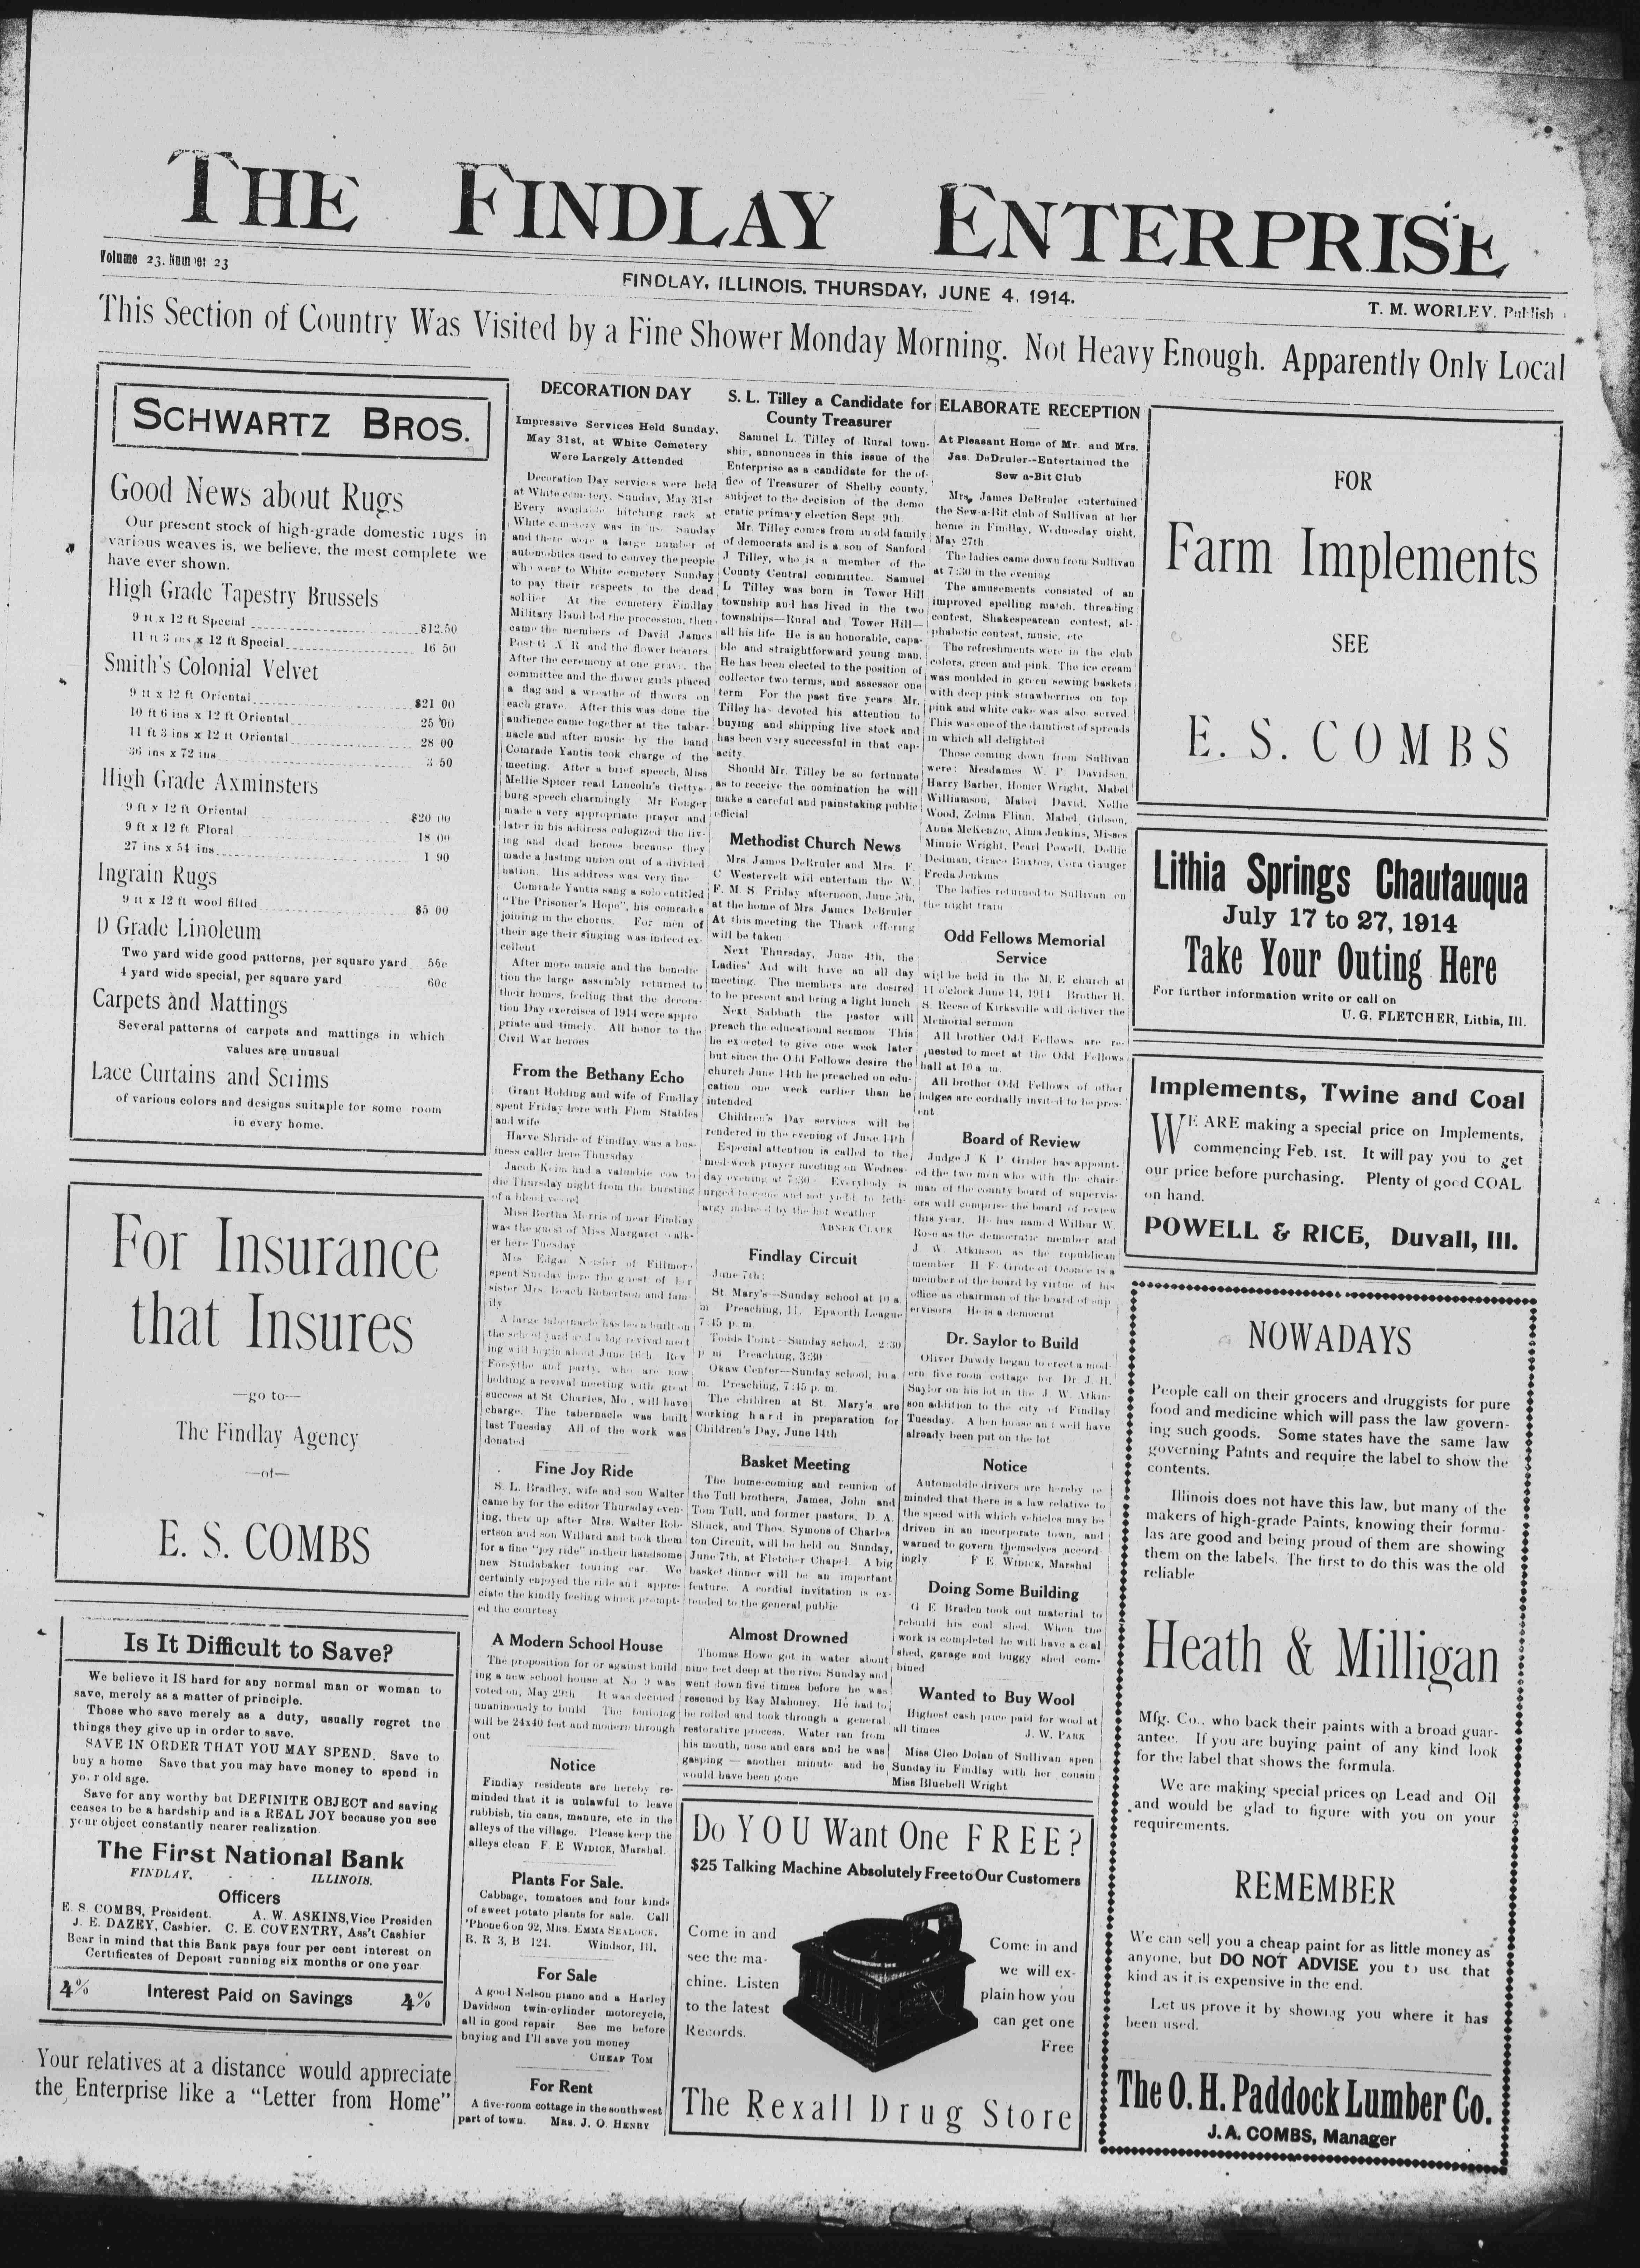 THE FINDLAY ENTERPRISE
Volume 23. Number 23
FINDLAY, ILLINOIS. THURSDAY, JUNE 4, 1914.
T. M. WORLEY. Publish
This Section of Country Was Visited by a Fine Shower Monday Morning. Not Heavy Enough. Apparently Only Local
SCHWARTZ BROS.
Good News about Rugs
Our present stock of high-grade domestic rugs in
various weaves is, we believe, the most complete we
have ever shown.
High Grade Tapestry Brussels
9 ft x 12 ft Special $12.50
11 ft 3 ins x 12 ft Special 16 50
Smith's Colonial Velvet
9 ft x 12 ft Oriental $21 00
10 ft 6 ins x 12 ft Oriental 25 00
11 ft 3 ins x 12 ft Oriental 28 00
36 ins x 72 ins 3 50
High Grade Axminsters
9 ft x 12 ft Oriental $20 00
9 ft x 12 ft Floral 18 00
27 ins x 54 ins 1 90
Ingrain Rugs
9 ft x 12 ft wool filled $5 00
D Grade Linoleum
Two yard wide good patterns, per square yard 56c
4 yard wide special, per square yard 60c
Carpets and Mattings
Several patterns of carpets and mattings in which
values are unusual
Lace Curtains and Scrims
of various colors and designs suitaple for some room
in every home.
For Insurance
that Insures
—go to—
The Findlay Agency
—of—
E. S. COMBS
Is It Difficult to Save?
We believe it IS hard for any normal man or woman to
save, merely as a matter of principle.
Those who save merely as a duty, usually regret the
things they give up in order to save.
SAVE IN ORDER THAT YOU MAY SPEND. Save to
buy a home Save that you may have money to spend in
your old age.
Save for any worthy but DEFINITE OBJECT and saving
ceases to be a hardship and is a REAL JOY because you see
your object constantly nearer realization.
The First National Bank
FINDLAY, ILLINOIS.
Officers
E. S COMBS, President. A. W. ASKINS, Vice Presiden
J. E. DAZEY, Cashier. C. E. COVENTRY, Ass't Cashier
Bear in mind that this Bank pays four per cent interest on
Certificates of Deposit running six months or one year
4% Interest Paid on Savings 4%
Your relatives at a distance would appreciate
the Enterprise like a "Letter from Home"
DECORATION DAY
Impressive Services Held Sunday,
May 31st, at White Cemetery
Were Largely Attended
Decoration Day services were held
at White cemetery, Sunday, May 31st
Every available hitching rack at
White cemetery was in use Sunday
and there were a large number of
automobiles used to convey the people
who went to White cemetery Sunday
to pay their respects to the dead
soldier At the cemetery Findlay
Military Band led the procession, then
came the members of David James
Post G A R and the flower bearers
After the ceremony at one grave, the
committee and the flower girls placed
a flag and a wreathe of flowers on
each grave. After this was done the
audience came together at the tabar-
nacle and after music by the band
Comrade Yantis took charge of the
meeting. After a brief speech, Miss
Mellie Spicer read Lincoln's Gettys-
burg speech charmingly Mr Fonger
made a very appropriate prayer and
later in his address eulogized the liv-
ing and dead heroes because they
made a lasting union out of a divided
nation. His address was very fine
Comrade Yantis sang a solo entitled
"The Prisoner's Hope", his comrades
joining in the chorus. For men of
their age their singing was indeed ex-
cellent
After more music and the benedic
tion the large assembly returned to
their homes, feeling that the decora-
tion Day exercises of 1914 were appro
priate and timely. All honor to the
Civil War heroes
From the Bethany Echo
Grant Holding and wife of Findlay
spent Friday here with Flem Stables
and wife
Harve Shride of Findlay was a bus-
iness caller here Thursday
Jacob Keim had a valuable cow to
die Thursday night from the bursting
of a blood vessel
Miss Bertha Morris of near Findlay
was the guest of Miss Margaret Walk-
er here Tuesday
Mrs Edgar of Fillmore
spent Sunday here the guest of her
sister Mrs. Beach Robertson and fam
ily
A large tabernacle has been built on
the school yard and a big revival meet
ing will begin about June 16th Rev
Forsythe and party, who are now
holding a revival meeting with great
success at St Charles, Mo, will have
charge. The tabernacle was built
last Tuesday All of the work was
donated
Fine Joy Ride
S. L. Bradley, wife and son Walter
came by for the editor Thursday even-
ing, then up after Mrs. Walter Rob-
ertson and son Willard and took them
for a fine "joy ride" in their handsome
new Studabaker touring car We
certainly enjoyed the ride and appre-
ciate the kindly feeling which prompt-
ed the courtesy
A Modern School House
The proposition for or against build
ing a new school house at No 9 was
voted on, May 29th It was decided
unanimously to build The building
will be 24x40 feet and modern through
out
Notice
Findlay residents are hereby re-
minded that it is unlawful to leave
rubbish, tin cans, manure, etc in the
alleys of the village. Please keep the
alleys clean F E WIDICK, Marshal.
Plants For Sale.
Cabbage, tomatoes and four kinds
of sweet potato plants for sale. Call
'Phone 6 on 92, MRS. EMMA SEALOCK,
R. R 3, B 124. Windsor, Ill.
For Sale
A good Nelson piano and a Harley
Davidson twin-cylinder motorcycle,
all in good repair See me before
buying and I'll save you money
CHEAP TOM
For Rent
A five-room cottage in the southwest
part of town. MRS. J. O. HENRY
S. L. Tilley a Candidate for
County Treasurer
Samuel L. Tilley of Rural town-
ship, announces in this issue of the
Enterprise as a candidate for the of-
fice of Treasurer of Shelby county,
subject to the decision of the demo
cratic primary election Sept 9th
Mr. Tilley comes from an old family
of democrats and is a son of Sanford
J Tilley, who is a member of the
County Central committee. Samuel
L Tilley was born in Tower Hill
township and has lived in the two
townships—Rural and Tower Hill—
all his life He is an honorable, capa-
ble and straightforward young man.
He has been elected to the position of
collector two terms, and assessor one
term For the past five years Mr.
Tilley has devoted his attention to
buying and shipping live stock and
has been very successful in that cap-
acity.
Should Mr. Tilley be so fortunate
as to receive the nomination he will
make a careful and painstaking public
official
Methodist Church News
Mrs. James DeBruler and Mrs. F.
C Westervelt will entertain the W.
F. M. S. Friday afternoon, June 5th,
at the home of Mrs James DeBruler
At this meeting the Thank offering
will be taken
Next Thursday, June 4th, the
Ladies' Aid will have an all day
meeting. The members are desired
to be present and bring a light lunch
Next Sabbath the pastor will
preach the educational sermon This
he expected to give one week later
but since the Odd Fellows desire the
church June 14th he preached on edu-
cation one week earlier than he
intended
Children's Day services will be
rendered in the evening of June 14th
Especial attention is called to the
med-week prayer meeting on Wednes-
day evening at 7:30 Everybody is
urged to come and not yield to leth-
argy induced by the hot weather
ABNER CLARK
Findlay Circuit
June 7th:
St Mary's—Sunday school at 10 a
m Preaching, 11. Epworth League
7:45 p. m
Todds Point—Sunday school, 2:30
p m Preaching, 3:30
Okaw Center—Sunday school, 10 a
m. Preaching, 7:45 p. m.
The children at St. Mary's are
working hard in preparation for
Children's Day, June 14th
Basket Meeting
The home-coming and reunion of
the Tull brothers, James, John and
Tom Tull, and former pastors, D. A.
Shuck, and Thos. Symons of Charles
ton Circuit, will be held on Sunday,
June 7th, at Fletcher Chapel. A big
basket dinner will be an important
feature. A cordial invitation is ex-
tended to the general public
Almost Drowned
Thomas Howe got in water about
nine feet deep at the river Sunday and
went down five times before he was
rescued by Ray Mahoney. He had to
be rolled and took through a general
restorative process. Water ran from
his mouth, nose and ears and he was
gasping — another minute and he
would have been gone
ELABORATE RECEPTION
At Pleasant Home of Mr. and Mrs.
Jas. DeDruler--Entertained the
Sew a-Bit Club
Mrs. James DeBruler entertained
the Sew-a-Bit club of Sullivan at her
home in Findlay, Wednesday night,
May 27th
The ladies came down from Sullivan
at 7:30 in the evening
The amusements consisted of an
improved spelling match, threading
contest, Shakespearean contest, al-
phabetic contest, music, etc
The refreshments were in the club
colors, green and pink. The ice cream
was moulded in green sewing baskets
with deep pink strawberries on top
pink and white cake was also served.
This was one of the daintiest of spreads
in which all delighted
Those coming down from Sullivan
were: Mesdames W. P. Davidson,
Harry Barber, Homer Wright, Mabel
Williamson, Mabel David, Nellie
Wood, Zelma Flinn, Mabel Gibson,
Anna McKenzie, Alma Jenkins, Misses
Minnie Wright, Pearl Powell, Dollie
Dedman, Grace Buxton, Cora Gauger
Freda Jenkins
The ladies returned to Sullivan on
the night train
Odd Fellows Memorial
Service
will be held in the M. E church at
11 o'clock June 14, 1914 Brother H.
S. Reese of Kirksville will deliver the
Memorial sermon
All brother Odd Fellows are re
quested to meet at the Odd Fellows
hall at 10 a m.
All brother Odd Fellows of other
lodges are cordially invited to be pres-
ent
Board of Review
Judge J K P Grider has appoint-
ed the two men who with the chair-
man of the county board of supervis-
ors will comprise the board of review
this year. He has named Wilbur W.
Rose as the democratic member and
J W. Atkinson as the republican
member H F. Grote of Oconee is a
member of the board by virtue of his
office as chairman of the board of sup
ervisors He is a democrat
Dr. Saylor to Build
Oliver Dawdy began to erect a mod-
ern five room cottage for Dr J. H.
Saylor on his lot in the J. W. Atkin-
son addition to the city of Findlay
Tuesday. A hen house and well have
already been put on the lot
Notice
Automobile drivers are hereby re
minded that there is a law relative to
the speed with which vehicles may be
driven in an incorporate town, and
warned to govern themselves accord
ingly F E. WIDICK, Marshal
Doing Some Building
G E Braden took out material to
rebuild his coal shed. When the
work is completed he will have a coal
shed, garage and buggy shed com-
bined
Wanted to Buy Wool
Highest cash price paid for wool at
all times J. W. PARK
Miss Cleo Dolan of Sullivan spen
Sunday in Findlay with her cousin
Miss Bluebell Wright
Do YOU Want One FREE?
$25 Talking Machine Absolutely Free to Our Customers
Come in and
see the ma-
chine. Listen
to the latest
Records.
Come in and
we will ex-
plain how you
can get one
Free
The Rexall Drug Store
FOR
Farm Implements
SEE
E. S. COMBS
Lithia Springs Chautauqua
July 17 to 27, 1914
Take Your Outing Here
For further information write or call on
U. G. FLETCHER, Lithia, Ill.
Implements, Twine and Coal
WE ARE making a special price on Implements,
commencing Feb. 1st. It will pay you to get
our price before purchasing. Plenty of good COAL
on hand.
POWELL & RICE, Duvall, Ill.
NOWADAYS
People call on their grocers and druggists for pure
food and medicine which will pass the law govern-
ing such goods. Some states have the same law
governing Paints and require the label to show the
contents.
Illinois does not have this law, but many of the
makers of high-grade Paints, knowing their formu-
las are good and being proud of them are showing
them on the labels. The first to do this was the old
reliable
Heath & Milligan
Mfg. Co., who back their paints with a broad guar-
antee. If you are buying paint of any kind look
for the label that shows the formula.
We are making special prices on Lead and Oil
and would be glad to figure with you on your
requirements.
REMEMBER
We can sell you a cheap paint for as little money as
anyone, but DO NOT ADVISE you to use that
kind as it is expensive in the end.
Let us prove it by showing you where it has
been used.
The O. H. Paddock Lumber Co.
J. A. COMBS, Manager